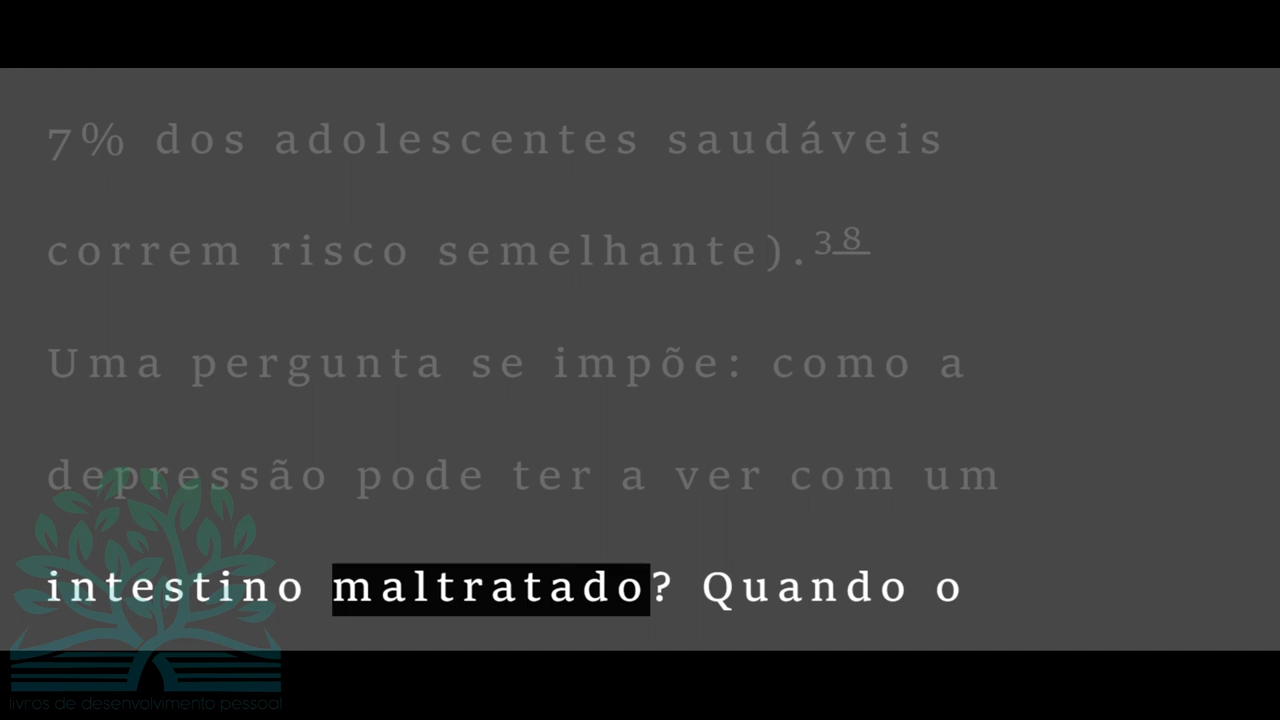 7% dos adolescentes saudáveis
correm risco semelhante).38
Uma pergunta se impõe: como a
depressão pode ter a ver com um
intestino maltratado? Quando o
livros de desenvolvimento pessoal